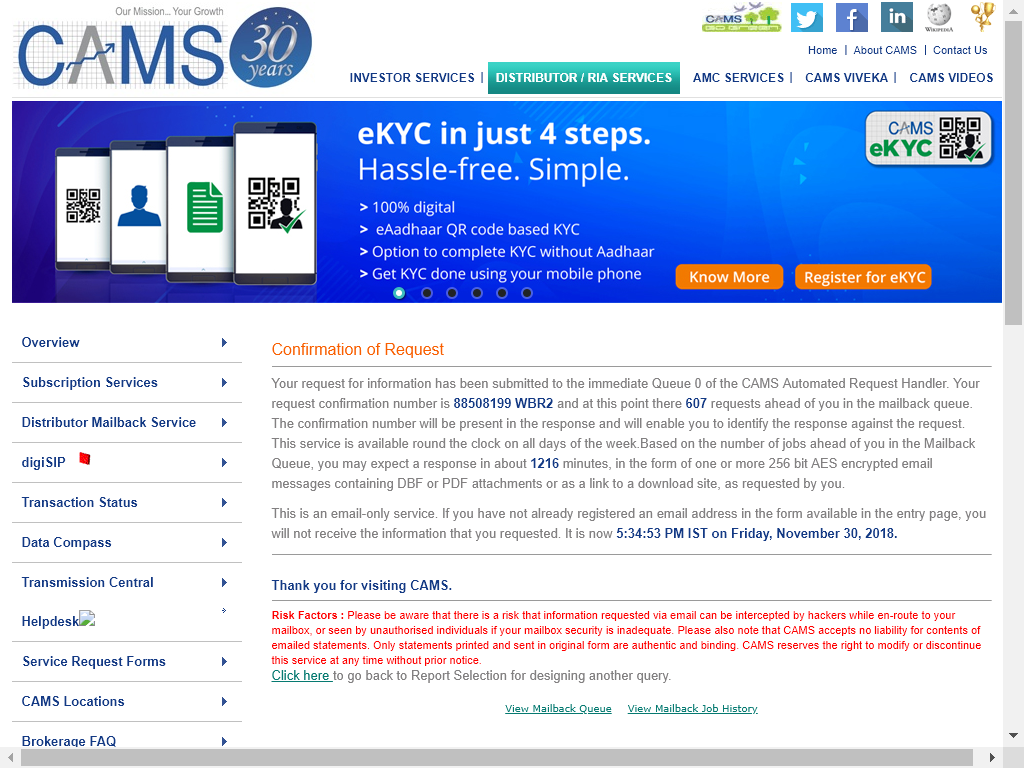 Our Mission... Your Growth
CAMS
30
years
CAMS
GO GREEN
WIKIPEDIA
Home | About CAMS | Contact Us
INVESTOR SERVICES | DISTRIBUTOR / RIA SERVICES AMC SERVICES | CAMS VIVEKA | CAMS VIDEOS
eKYC in just 4 steps.
Hassle-free. Simple.
> 100% digital
> eAadhaar QR code based KYC
> Option to complete KYC without Aadhaar
> Get KYC done using your mobile phone
CAMS
eKYC
Know More Register for eKYC
Overview
Subscription Services
Distributor Mailback Service
digiSIP
Transaction Status
Data Compass
Transmission Central
Helpdesk
Service Request Forms
CAMS Locations
Brokerage FAQ
Confirmation of Request
Your request for information has been submitted to the immediate Queue 0 of the CAMS Automated Request Handler. Your
request confirmation number is 88508199 WBR2 and at this point there 607 requests ahead of you in the mailback queue.
The confirmation number will be present in the response and will enable you to identify the response against the request.
This service is available round the clock on all days of the week.Based on the number of jobs ahead of you in the Mailback
Queue, you may expect a response in about 1216 minutes, in the form of one or more 256 bit AES encrypted email
messages containing DBF or PDF attachments or as a link to a download site, as requested by you.
This is an email-only service. If you have not already registered an email address in the form available in the entry page, you
will not receive the information that you requested. It is now 5:34:53 PM IST on Friday, November 30, 2018.
Thank you for visiting CAMS.
Risk Factors : Please be aware that there is a risk that information requested via email can be intercepted by hackers while en-route to your
mailbox, or seen by unauthorised individuals if your mailbox security is inadequate. Please also note that CAMS accepts no liability for contents of
emailed statements. Only statements printed and sent in original form are authentic and binding. CAMS reserves the right to modify or discontinue
this service at any time without prior notice.
Click here to go back to Report Selection for designing another query.
View Mailback Queue View Mailback Job History